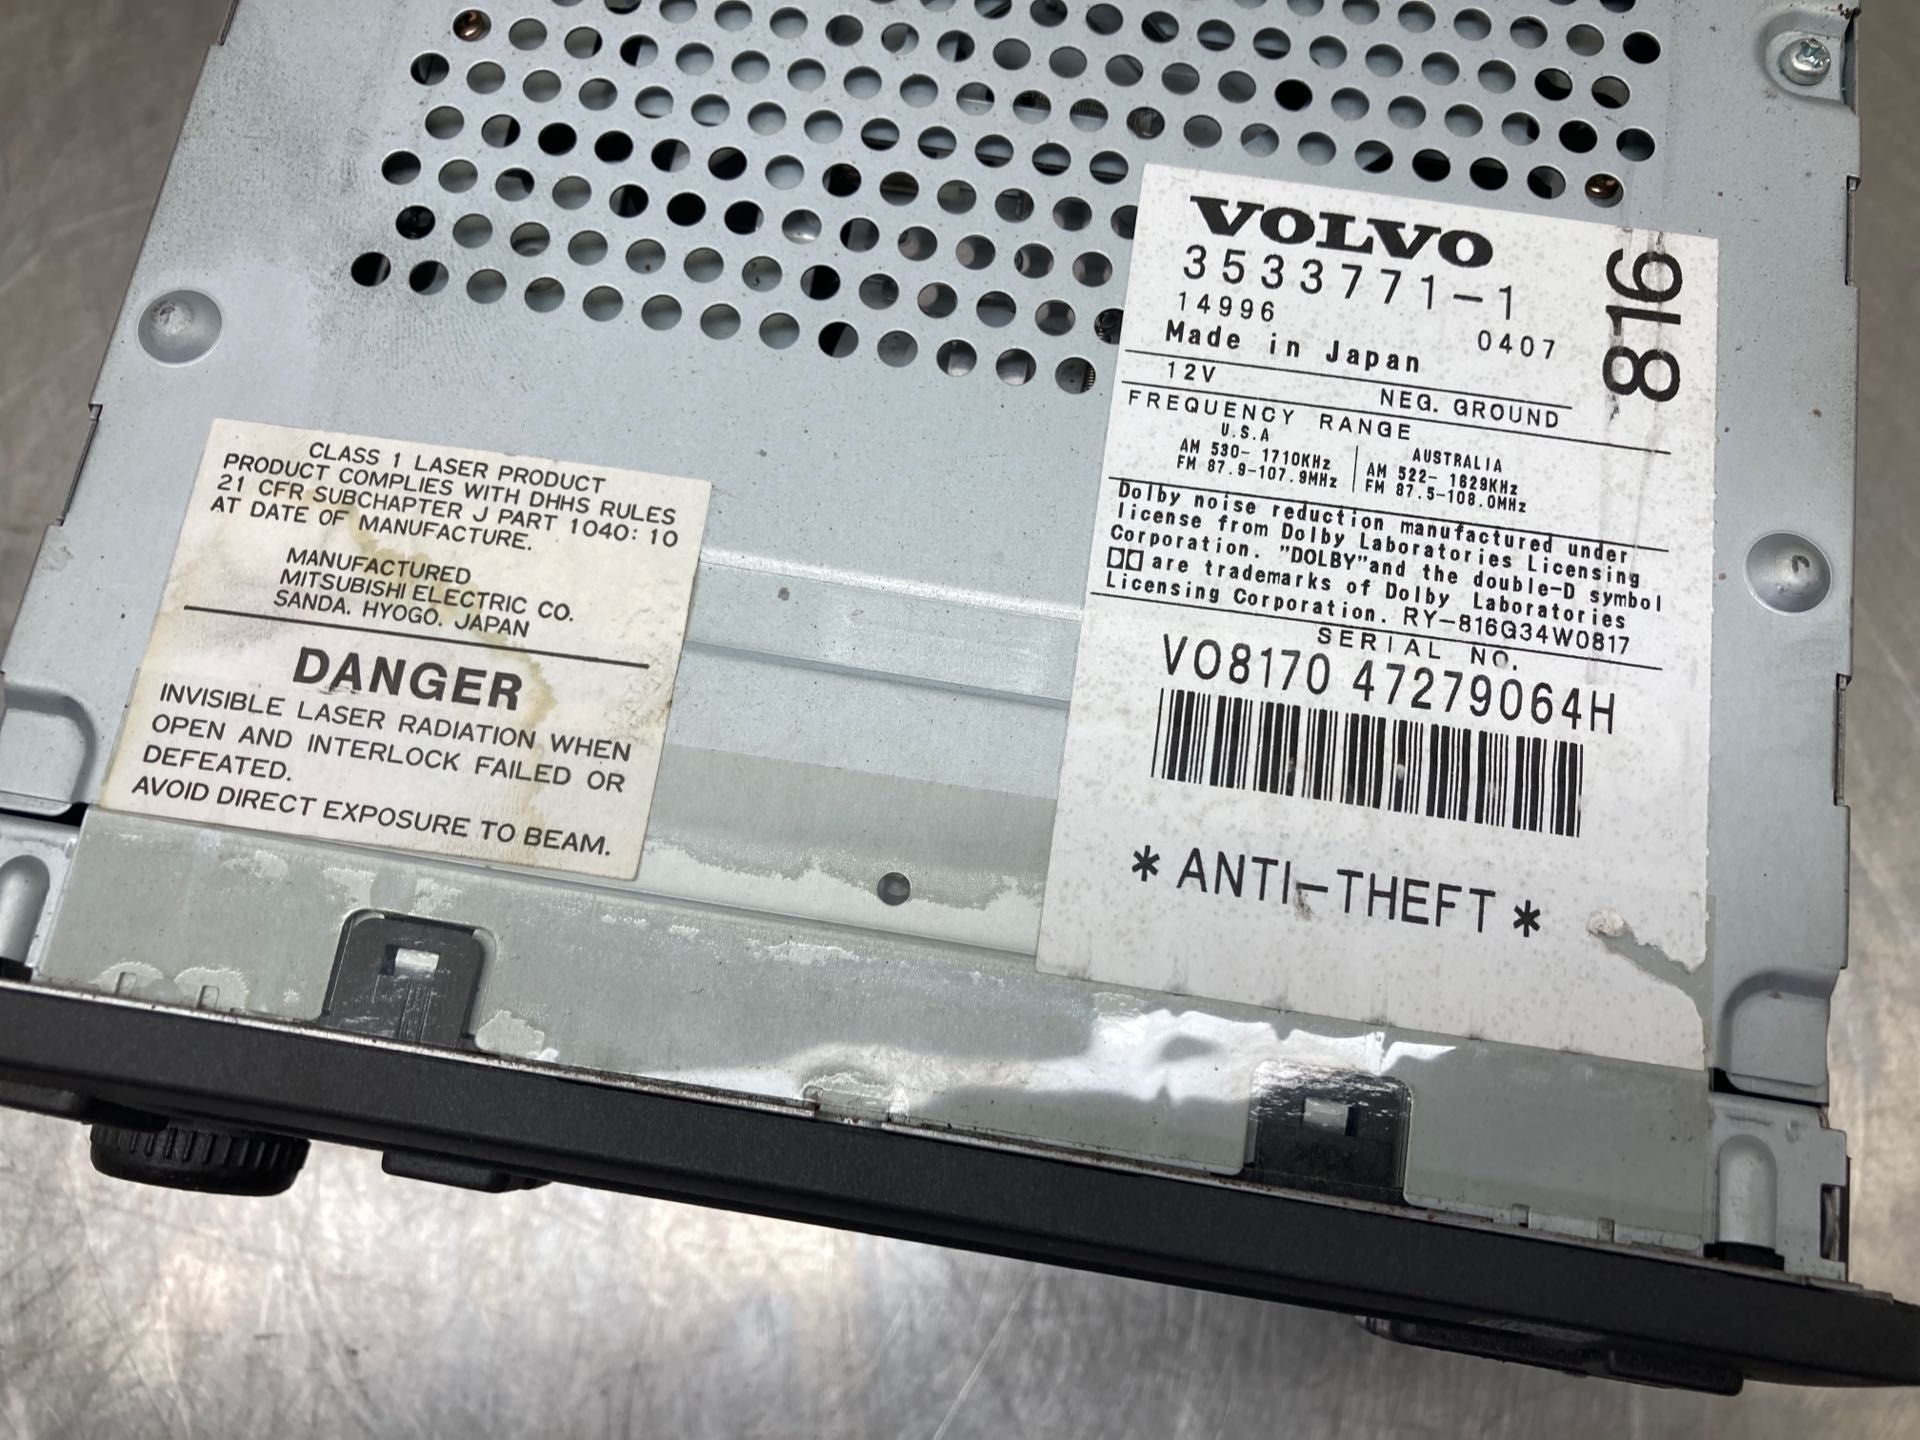 VOLVO
3533771-1
14996
0407
Made in Japan
816
12V
NEG. GROUND
FREQUENCY RANGE
U.S.A
AM 530- 1710KHz
FM 87.9-107.9MHz
AUSTRALIA
AM 522- 1629KHz
FM 87.5-108.0MHz
Dolby noise reduction manufactured under
license from Dolby Laboratories Licensing
Corporation. "DOLBY"and the double-D symbol
are trademarks of Dolby Laboratories
Licensing Corporation. RY-816G34W0817
SERIAL NO.
VO8170 47279064H
* ANTI-THEFT *
CLASS 1 LASER PRODUCT
PRODUCT COMPLIES WITH DHHS RULES
21 CFR SUBCHAPTER J PART 1040: 10
AT DATE OF MANUFACTURE.
MANUFACTURED
MITSUBISHI ELECTRIC CO.
SANDA. HYOGO. JAPAN
DANGER
INVISIBLE LASER RADIATION WHEN
OPEN AND INTERLOCK FAILED OR
DEFEATED.
AVOID DIRECT EXPOSURE TO BEAM.